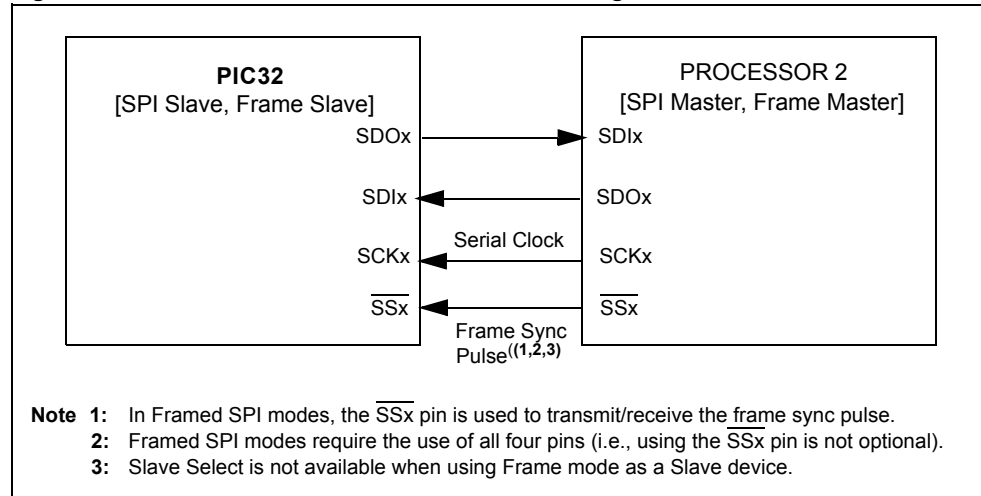 PIC32
[SPI Slave, Frame Slave]
PROCESSOR 2
[SPI Master, Frame Master]
SDOx
SDIx
SDIx
SDOx
Serial Clock
SCKx
SCKx
SSx
SSx
Frame Sync
Pulse((1,2,3)
Note 1: In Framed SPI modes, the SSx pin is used to transmit/receive the frame sync pulse.
2: Framed SPI modes require the use of all four pins (i.e., using the SSx pin is not optional).
3: Slave Select is not available when using Frame mode as a Slave device.